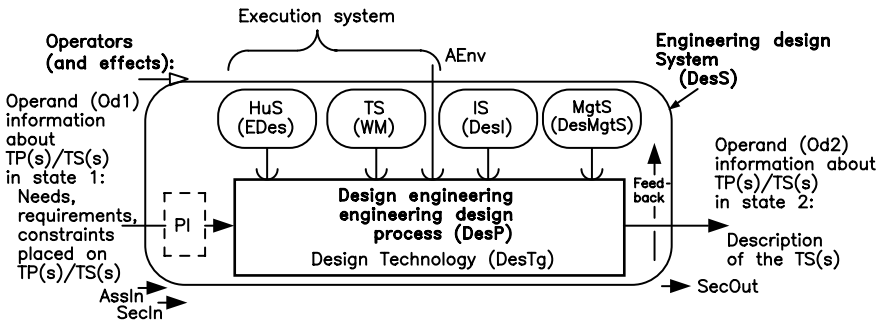 Execution system
Operators
(and effects):
AEnv
Engineering design
System
(DesS)
Operand (Od1)
information
about
TP(s)/TS(s)
in state 1:
Needs,
requirements,
constraints
placed on
TP(s)/TS(s)
HuS
(EDes)
TS
(WM)
IS
(DesI)
MgtS
(DesMgtS)
PI
Design engineering
engineering design
process (DesP)
Design Technology (DesTg)
Feed-
back
Operand (Od2)
information about
TP(s)/TS(s)
in state 2:
Description
of the TS(s)
AssIn
SecIn
SecOut